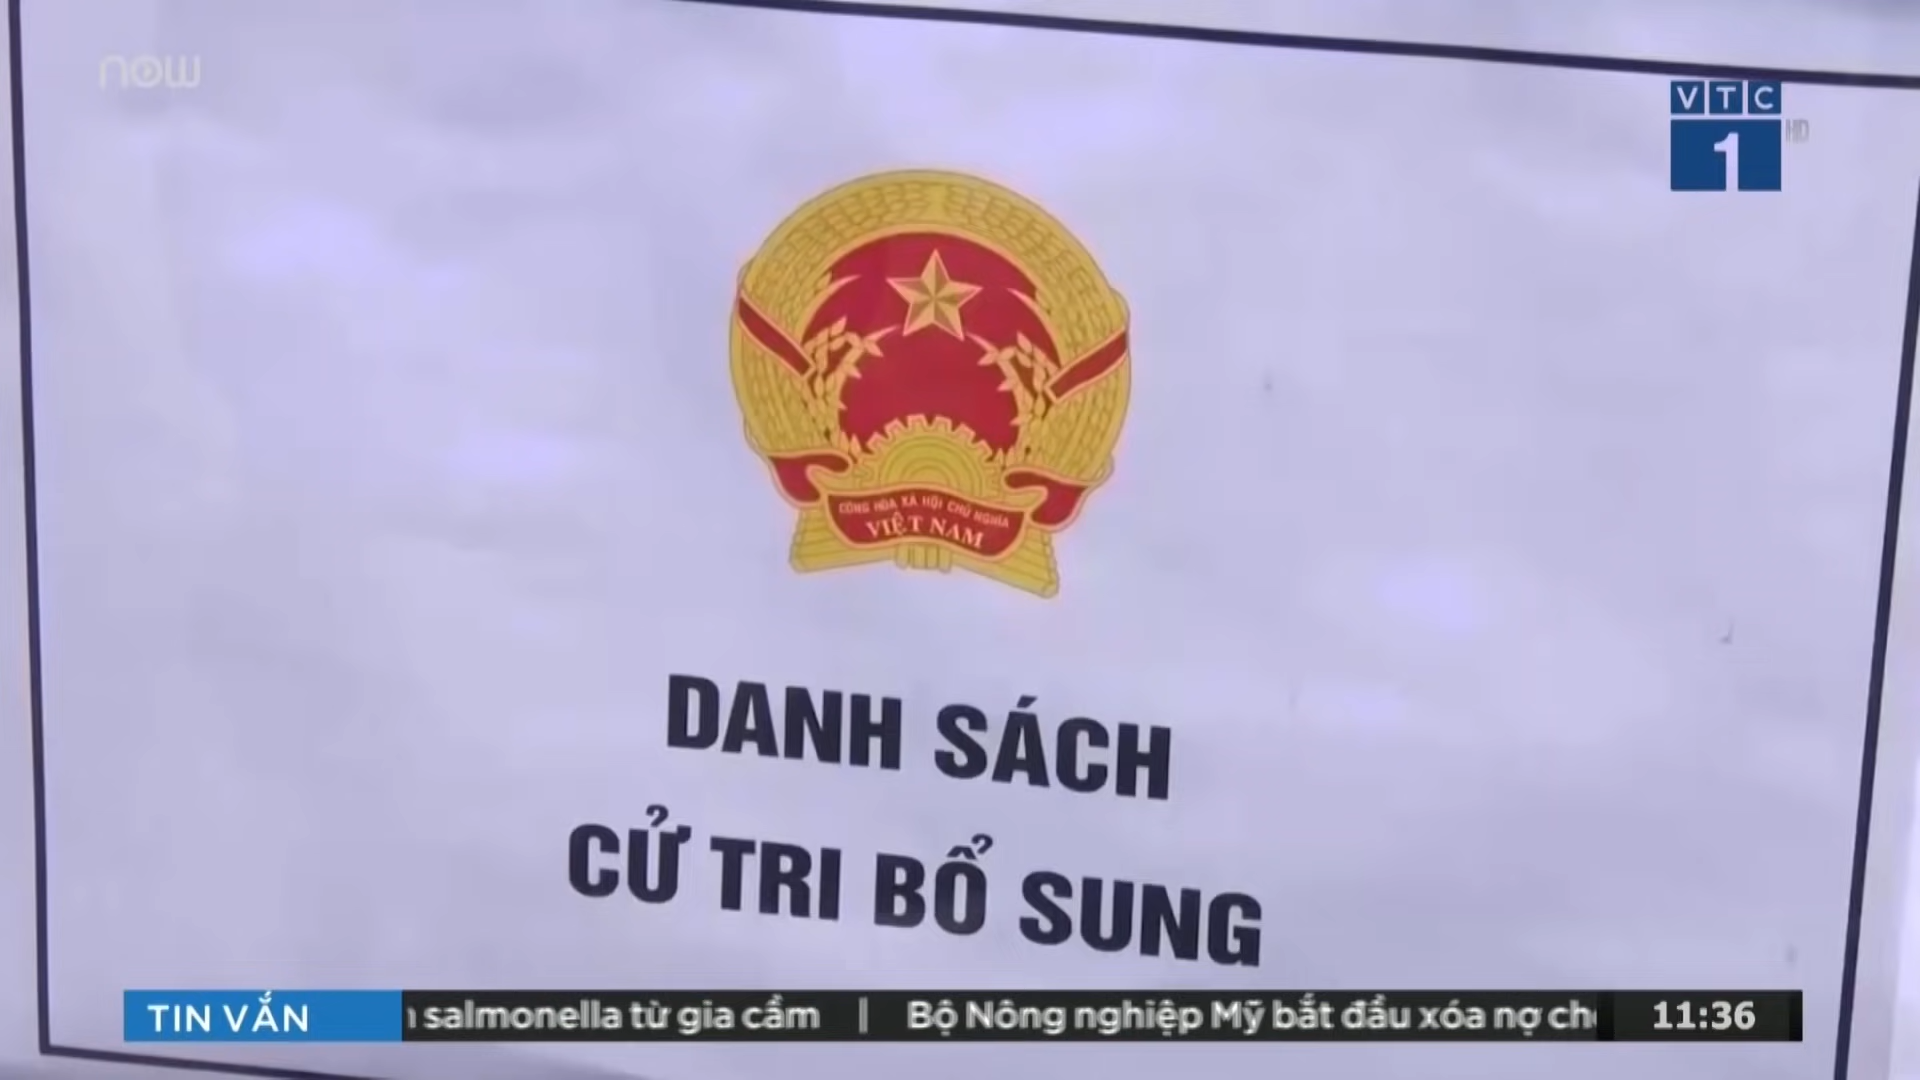 now
VTC
1
HD
CỘNG HÒA XÃ HỘI CHỦ NGHĨA
VIỆT NAM
DANH SÁCH
CỬ TRI BỔ SUNG
TIN VẮN
salmonella từ gia cầm | Bộ Nông nghiệp Mỹ bắt đầu xóa nợ
11:36